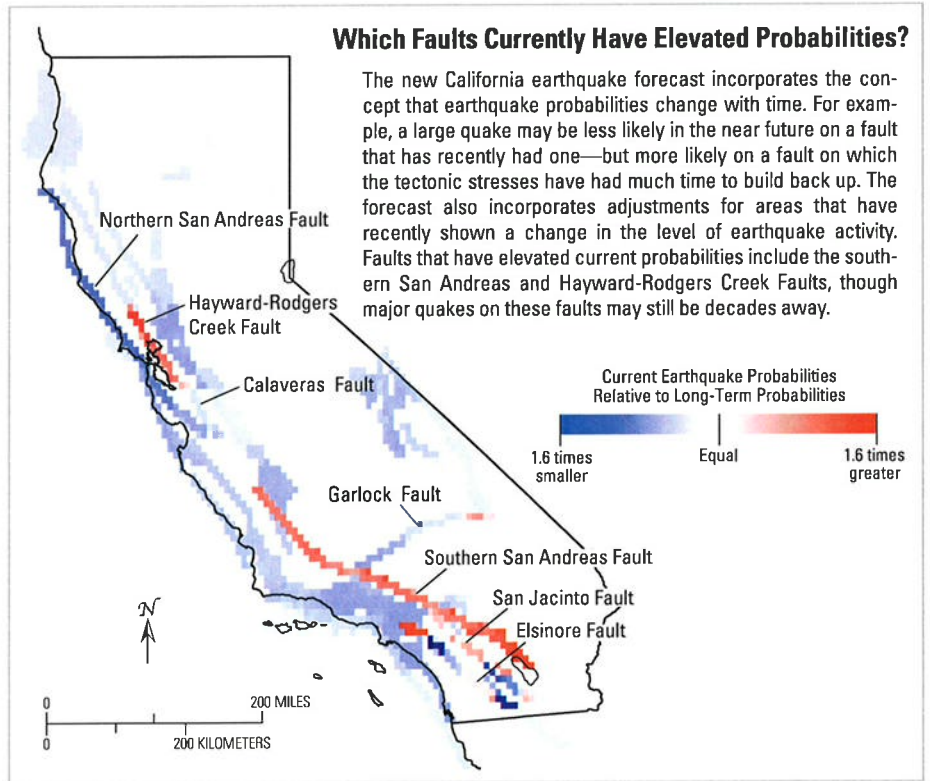 Which Faults Currently Have Elevated Probabilities?
The new California earthquake forecast incorporates the con-
cept that earthquake probabilities change with time. For exam-
ple, a large quake may be less likely in the near future on a fault
that has recently had one—but more likely on a fault on which
the tectonic stresses have had much time to build back up. The
forecast also incorporates adjustments for areas that have
recently shown a change in the level of earthquake activity.
Faults that have elevated current probabilities include the south-
ern San Andreas and Hayward-Rodgers Creek Faults, though
major quakes on these faults may still be decades away.
Northern San Andreas Fault
Hayward-Rodgers
Creek Fault
Calaveras Fault
Current Earthquake Probabilities
Relative to Long-Term Probabilities
1.6 times
smaller
Equal
1.6 times
greater
Garlock Fault
Southern San Andreas Fault
San Jacinto Fault
Elsinore Fault
N
0
200 MILES
0
200 KILOMETERS